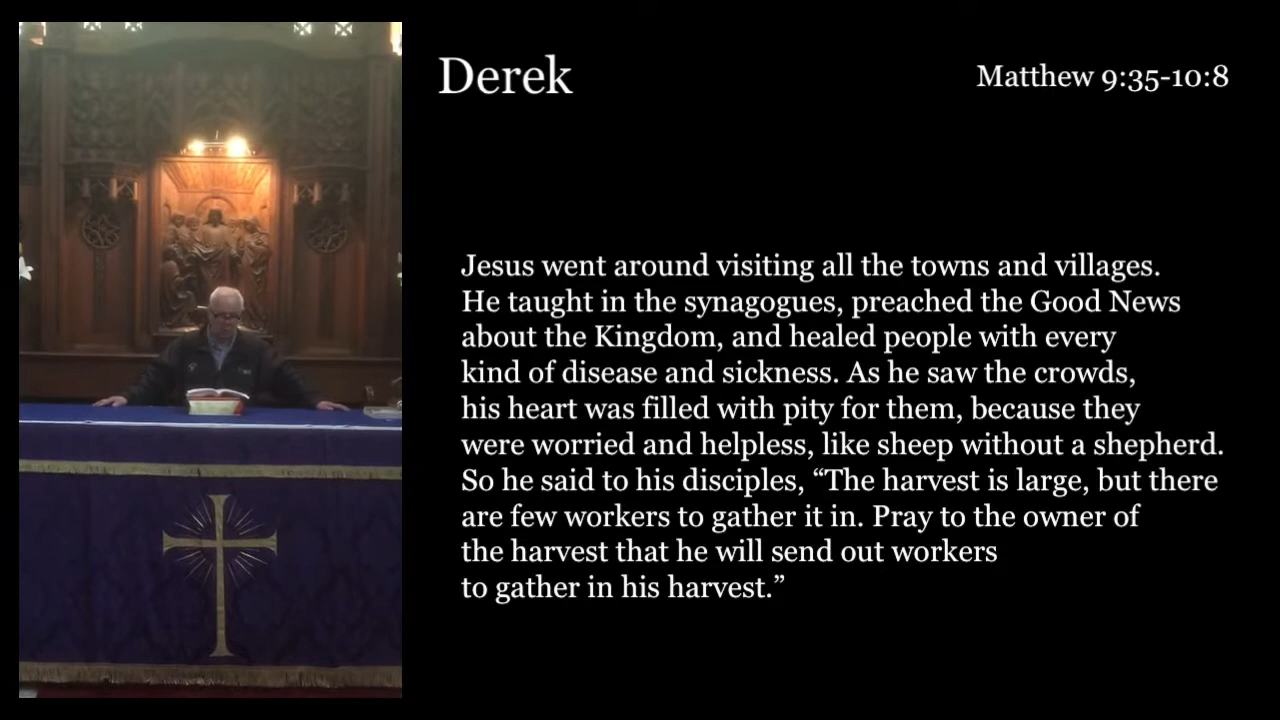 Derek
Matthew 9:35-10:8
Jesus went around visiting all the towns and villages.
He taught in the synagogues, preached the Good News
about the Kingdom, and healed people with every
kind of disease and sickness. As he saw the crowds,
his heart was filled with pity for them, because they
were worried and helpless, like sheep without a shepherd.
So he said to his disciples, “The harvest is large, but there
are few workers to gather it in. Pray to the owner of
the harvest that he will send out workers
to gather in his harvest.”